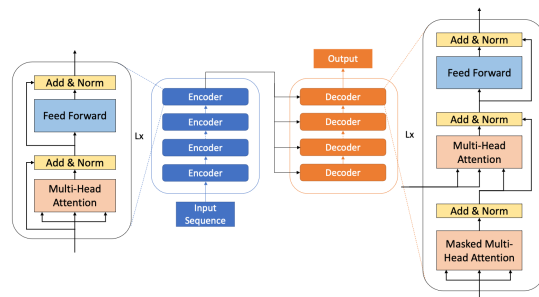 Add & Norm
Feed Forward
Add & Norm
Multi-Head
Attention
Lx
Encoder
Encoder
Encoder
Encoder
Input
Sequence
Output
Decoder
Decoder
Decoder
Decoder
Lx
Add & Norm
Feed Forward
Add & Norm
Multi-Head
Attention
Add & Norm
Masked Multi-
Head Attention